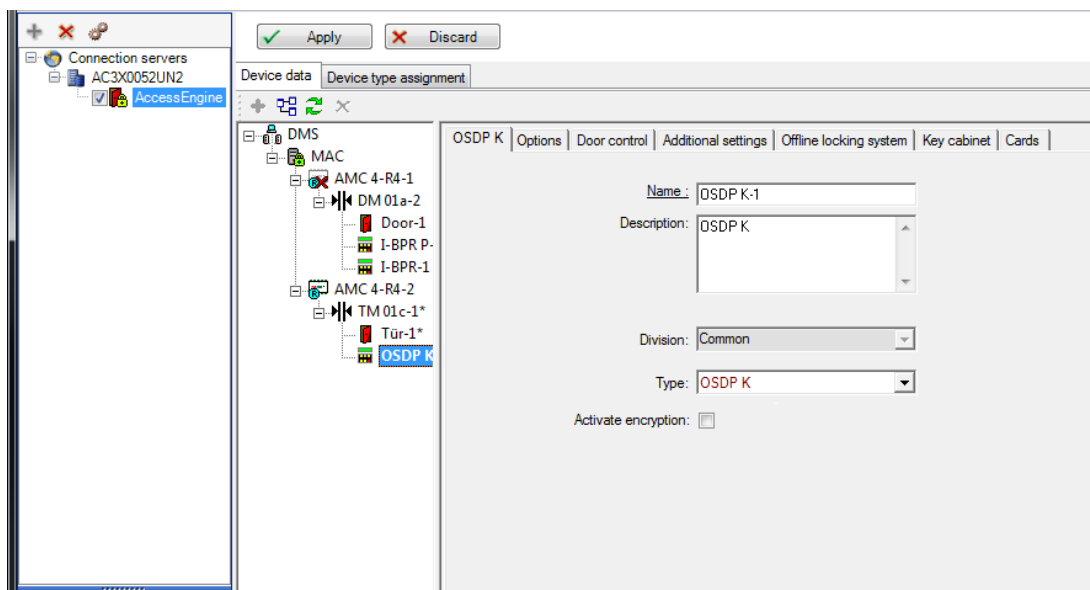 Apply
Discard
Connection servers
AC3X0052UN2
AccessEngine
Device data
Device type assignment
DMS
MAC
AMC 4-R4-1
DM 01a-2
Door-1
I-BPR P-
I-BPR-1
AMC 4-R4-2
TM 01c-1*
Tür-1*
OSDP K
OSDP K
Options
Door control
Additional settings
Offline locking system
Key cabinet
Cards
Name :
OSDP K-1
Description:
OSDP K
Division:
Common
Type:
OSDP K
Activate encryption: